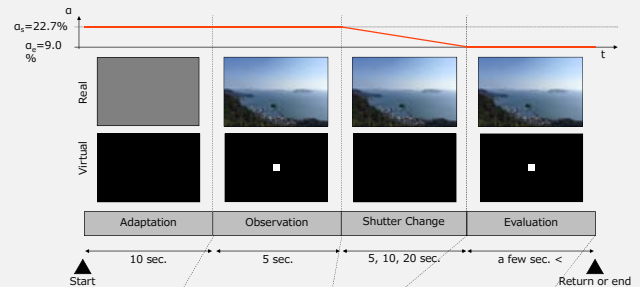 α
αs=22.7%
αe=9.0
%
t
Real
Virtual
Adaptation
Observation
Shutter Change
Evaluation
10 sec.
5 sec.
5, 10, 20 sec.
a few sec. <
Start
Return or end